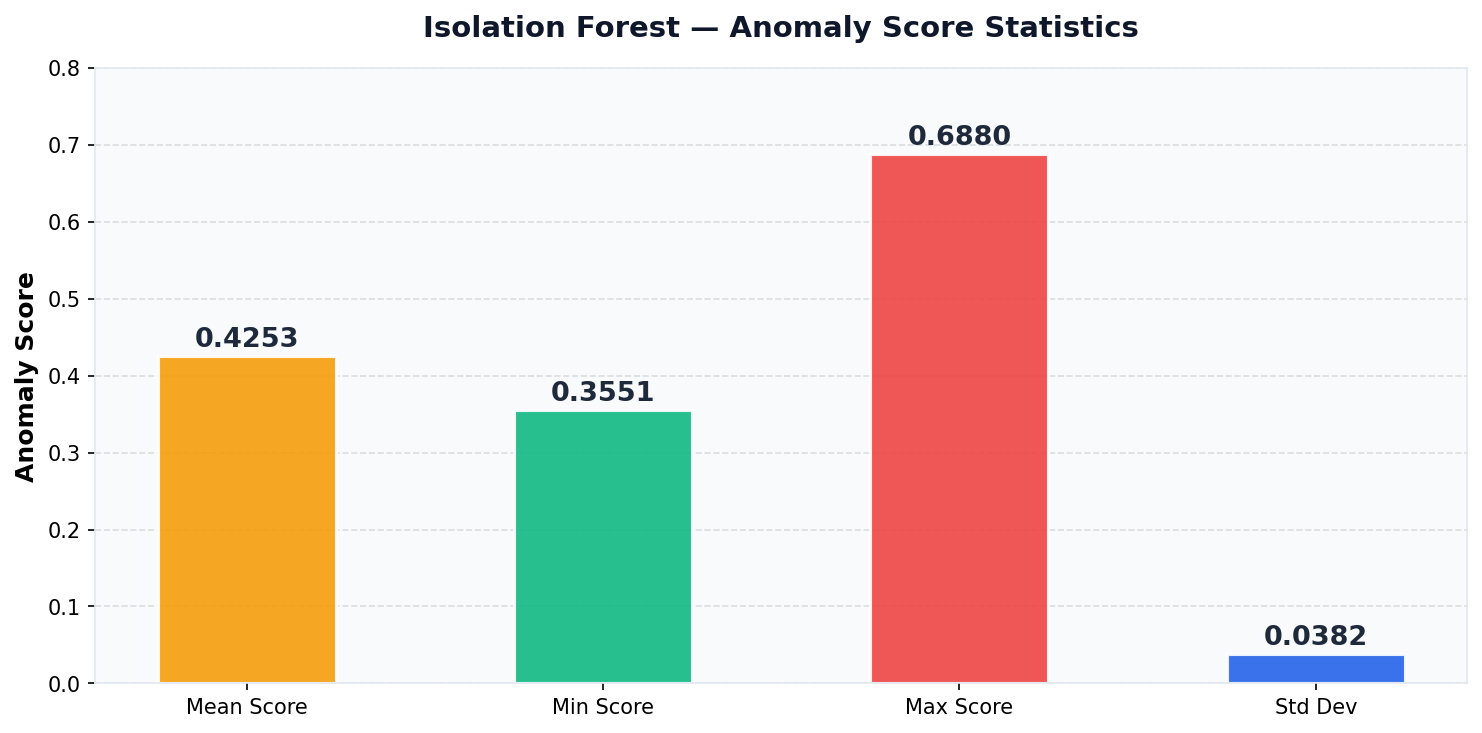 Isolation Forest — Anomaly Score Statistics
Anomaly Score
0.8
0.7
0.6
0.5
0.4
0.3
0.2
0.1
0.0
0.4253
0.3551
0.6880
0.0382
Mean Score
Min Score
Max Score
Std Dev